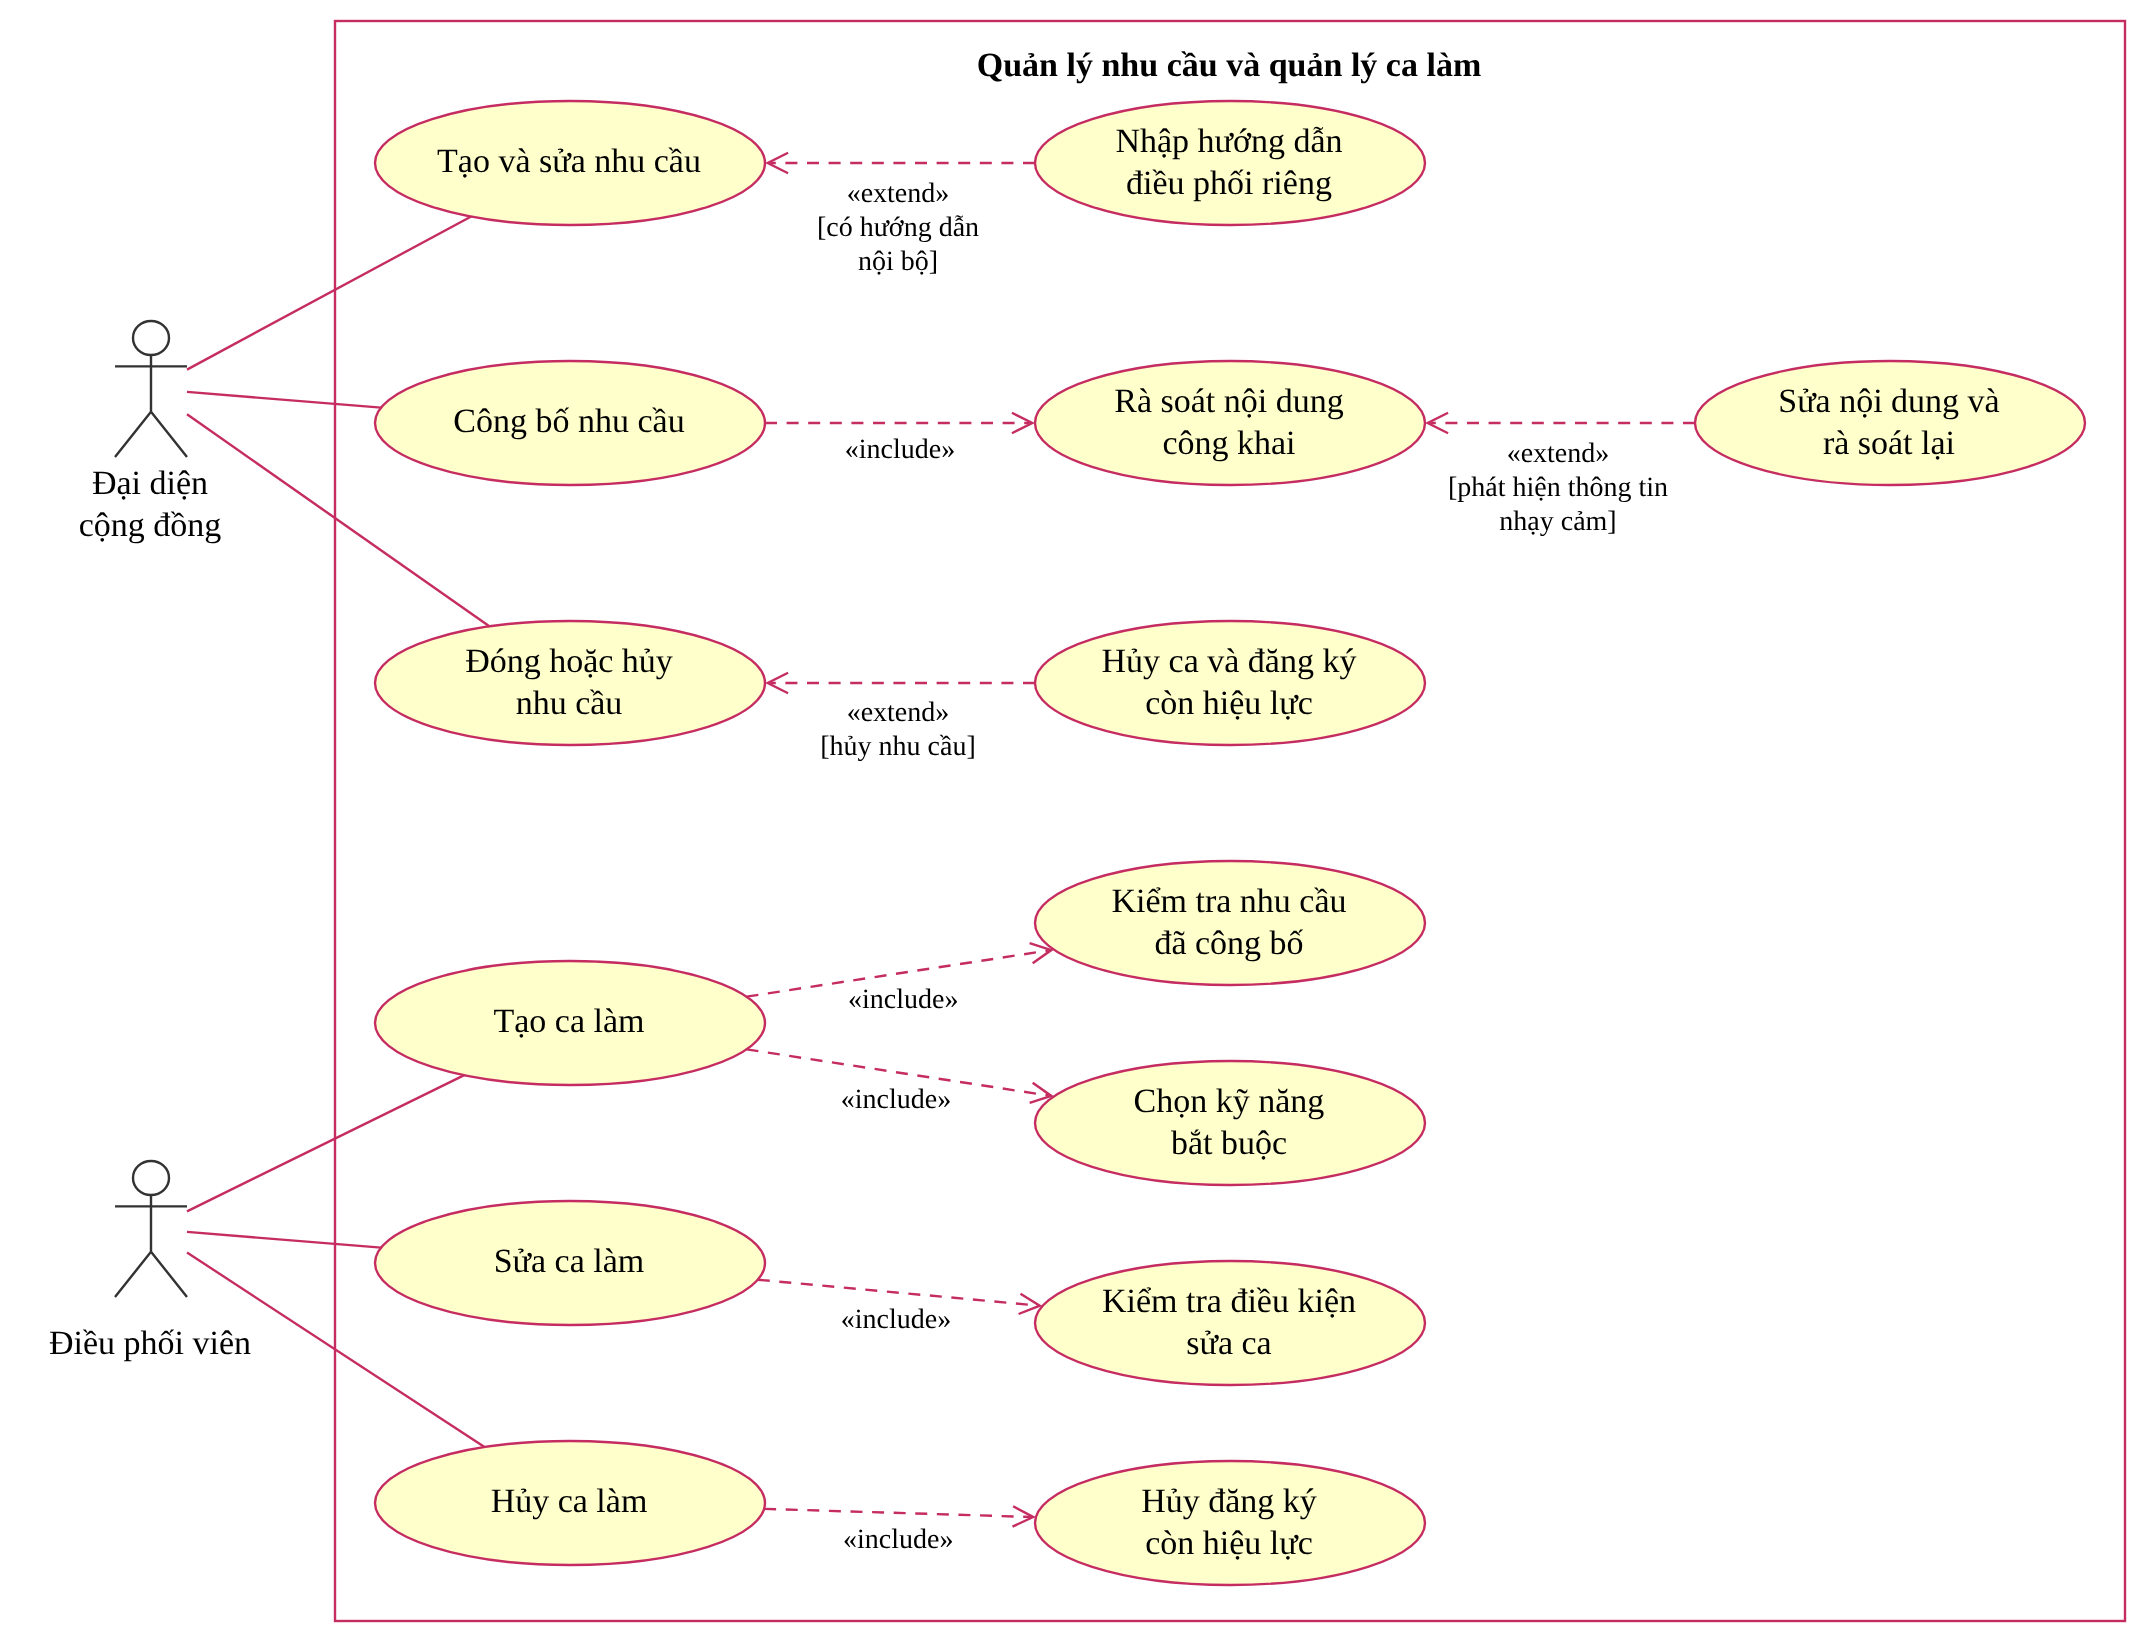 Quản lý nhu cầu và quản lý ca làm
Tạo và sửa nhu cầu
«extend»
[có hướng dẫn
nội bộ]
Nhập hướng dẫn
điều phối riêng
Đại diện
cộng đồng
Công bố nhu cầu
«include»
Rà soát nội dung
công khai
«extend»
[phát hiện thông tin
nhạy cảm]
Sửa nội dung và
rà soát lại
Đóng hoặc hủy
nhu cầu
«extend»
[hủy nhu cầu]
Hủy ca và đăng ký
còn hiệu lực
Kiểm tra nhu cầu
đã công bố
Tạo ca làm
«include»
«include»
Chọn kỹ năng
bắt buộc
Điều phối viên
Sửa ca làm
«include»
Kiểm tra điều kiện
sửa ca
Hủy ca làm
«include»
Hủy đăng ký
còn hiệu lực